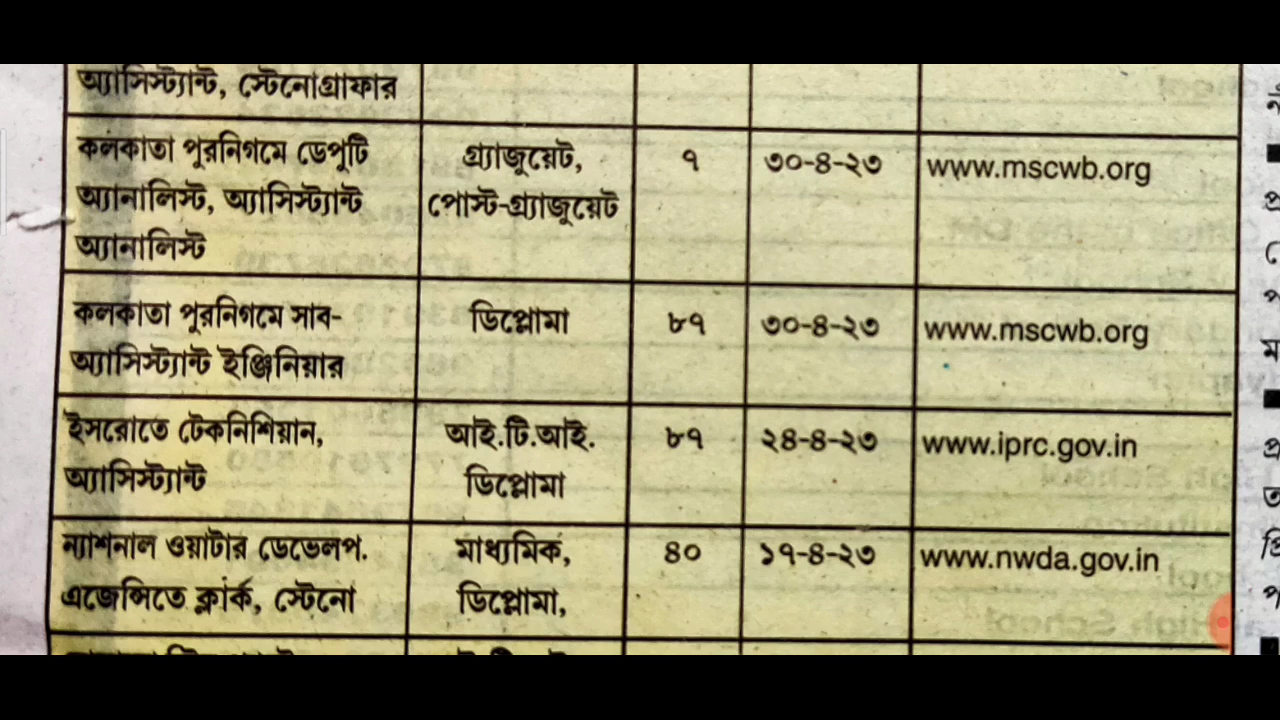 অ্যাসিস্ট্যান্ট, স্টেনোগ্রাফার
কলকাতা পুরনিগমে ডেপুটি
অ্যানালিস্ট, অ্যাসিস্ট্যান্ট
অ্যানালিস্ট
গ্র্যাজুয়েট,
পোস্ট-গ্র্যাজুয়েট
৭
৩০-৪-২৩
www.mscwb.org
কলকাতা পুরনিগমে সাব-
অ্যাসিস্ট্যান্ট ইঞ্জিনিয়ার
ডিপ্লোমা
৮৭
৩০-৪-২৩
www.mscwb.org
ইসরোতে টেকনিশিয়ান,
অ্যাসিস্ট্যান্ট
আই.টি.আই.
ডিপ্লোমা
৮৭
২৪-৪-২৩
www.iprc.gov.in
ন্যাশনাল ওয়াটার ডেভেলপ.
এজেন্সিতে ক্লার্ক, স্টেনো
মাধ্যমিক,
ডিপ্লোমা,
৪০
১৭-৪-২৩
www.nwda.gov.in